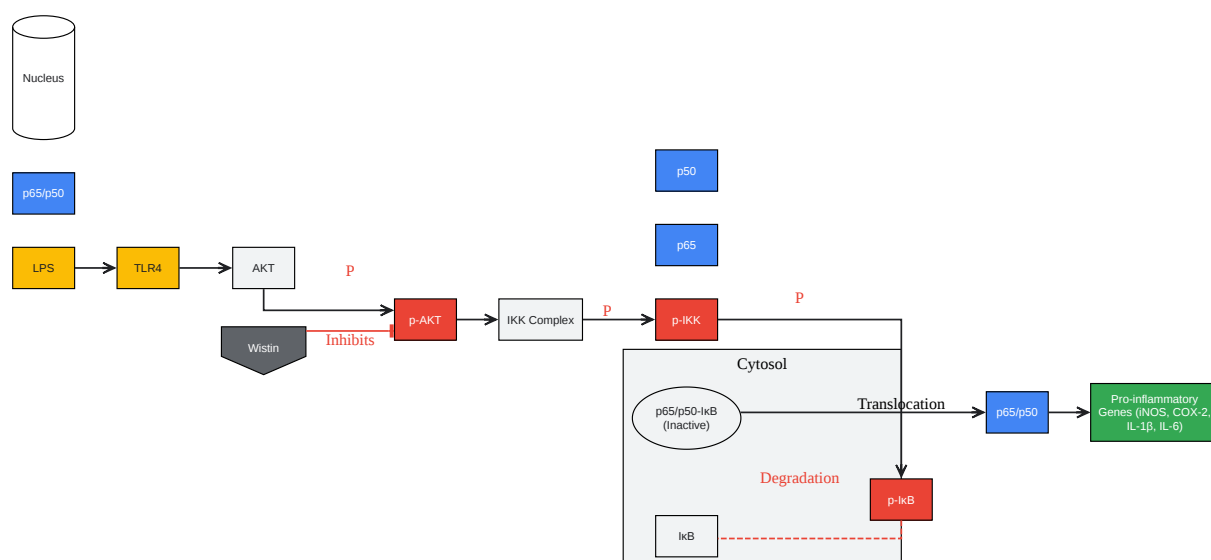 Nucleus
p65/p50
p50
p65
LPS
TLR4
AKT
P
p-AKT
IKK Complex
P
p-IKK
P
Wistin
Inhibits
Cytosol
p65/p50-IκB
(Inactive)
Translocation
p65/p50
Pro-inflammatory
Genes (iNOS, COX-2,
IL-1β, IL-6)
Degradation
p-IκB
IκB